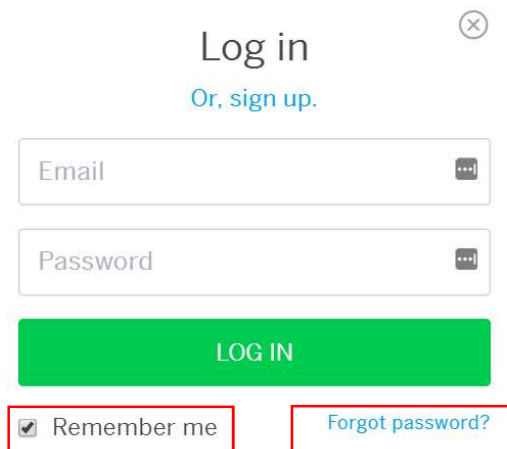 Log in
Or, sign up.
Email
Password
LOG IN
Remember me Forgot password?